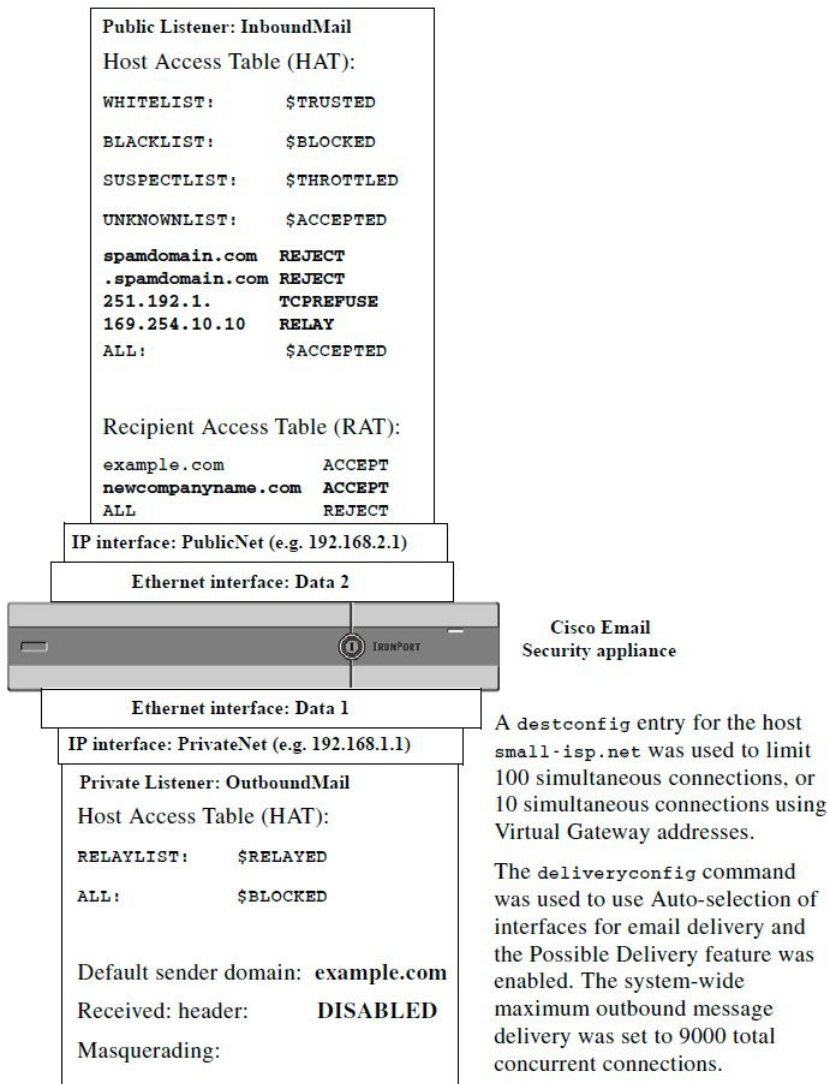 Public Listener: InboundMail
Host Access Table (HAT):
WHITELIST: $TRUSTED
BLACKLIST: $BLOCKED
SUSPECTLIST: $THROTTLED
UNKNOWNLIST: $ACCEPTED
spamdomain.com REJECT
.spamdomain.com REJECT
251.192.1. TCPREFUSE
169.254.10.10 RELAY
ALL: $ACCEPTED
Recipient Access Table (RAT):
example.com ACCEPT
newcompanyname.com ACCEPT
ALL REJECT
IP interface: PublicNet (e.g. 192.168.2.1)
Ethernet interface: Data 2
IRONPORT
Cisco Email
Security appliance
Ethernet interface: Data 1
IP interface: PrivateNet (e.g. 192.168.1.1)
Private Listener: OutboundMail
Host Access Table (HAT):
RELAYLIST: $RELAYED
ALL: $BLOCKED
Default sender domain: example.com
Received: header: DISABLED
Masquerading:
A destconfig entry for the host
small-isp.net was used to limit
100 simultaneous connections, or
10 simultaneous connections using
Virtual Gateway addresses.
The deliveryconfig command
was used to use Auto-selection of
interfaces for email delivery and
the Possible Delivery feature was
enabled. The system-wide
maximum outbound message
delivery was set to 9000 total
concurrent connections.